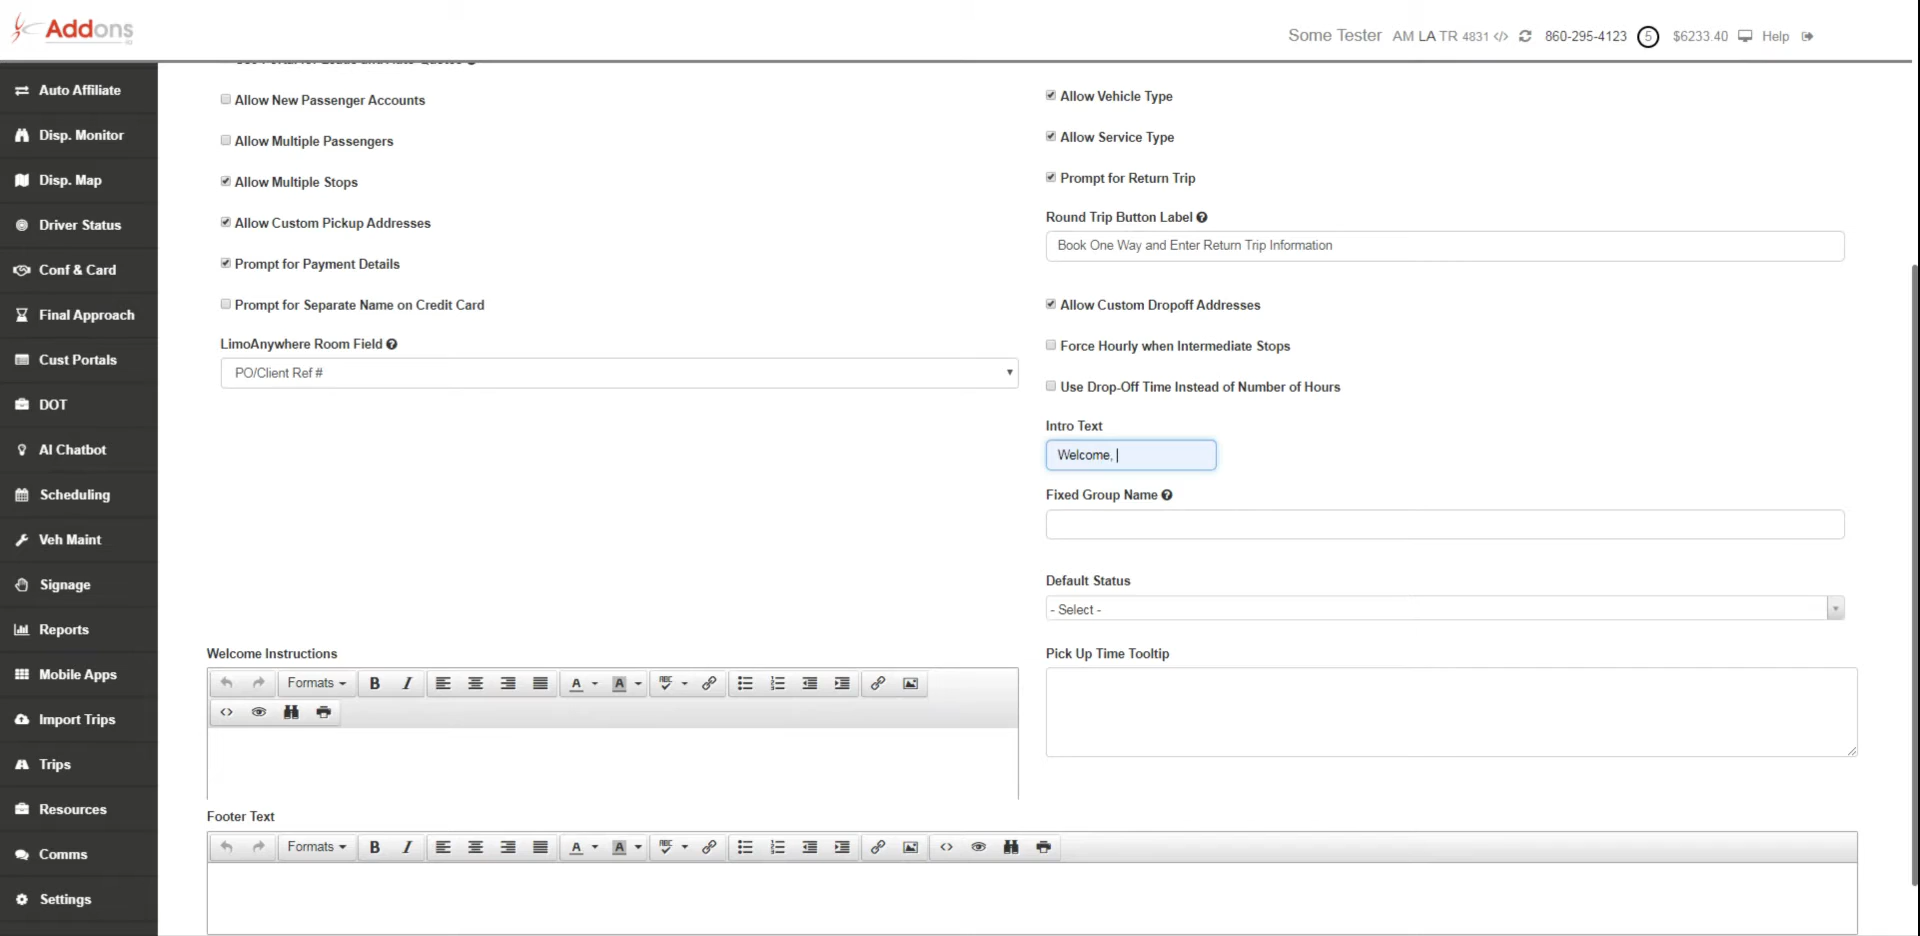 Addons
Some Tester AM LA TR 4831 </> 860-295-4123 5 $6233.40 Help
Auto Affiliate
Disp. Monitor
Disp. Map
Driver Status
Conf & Card
Final Approach
Cust Portals
DOT
AI Chatbot
Scheduling
Veh Maint
Signage
Reports
Mobile Apps
Import Trips
Trips
Resources
Comms
Settings
Allow New Passenger Accounts
Allow Multiple Passengers
Allow Multiple Stops
Allow Custom Pickup Addresses
Prompt for Payment Details
Prompt for Separate Name on Credit Card
LimoAnywhere Room Field
PO/Client Ref #
Allow Vehicle Type
Allow Service Type
Prompt for Return Trip
Round Trip Button Label
Book One Way and Enter Return Trip Information
Allow Custom Dropoff Addresses
Force Hourly when Intermediate Stops
Use Drop-Off Time Instead of Number of Hours
Intro Text
Welcome,
Fixed Group Name
Default Status
- Select -
Welcome Instructions
Formats B I A A ABC
Pick Up Time Tooltip
Footer Text
Formats B I A A ABC